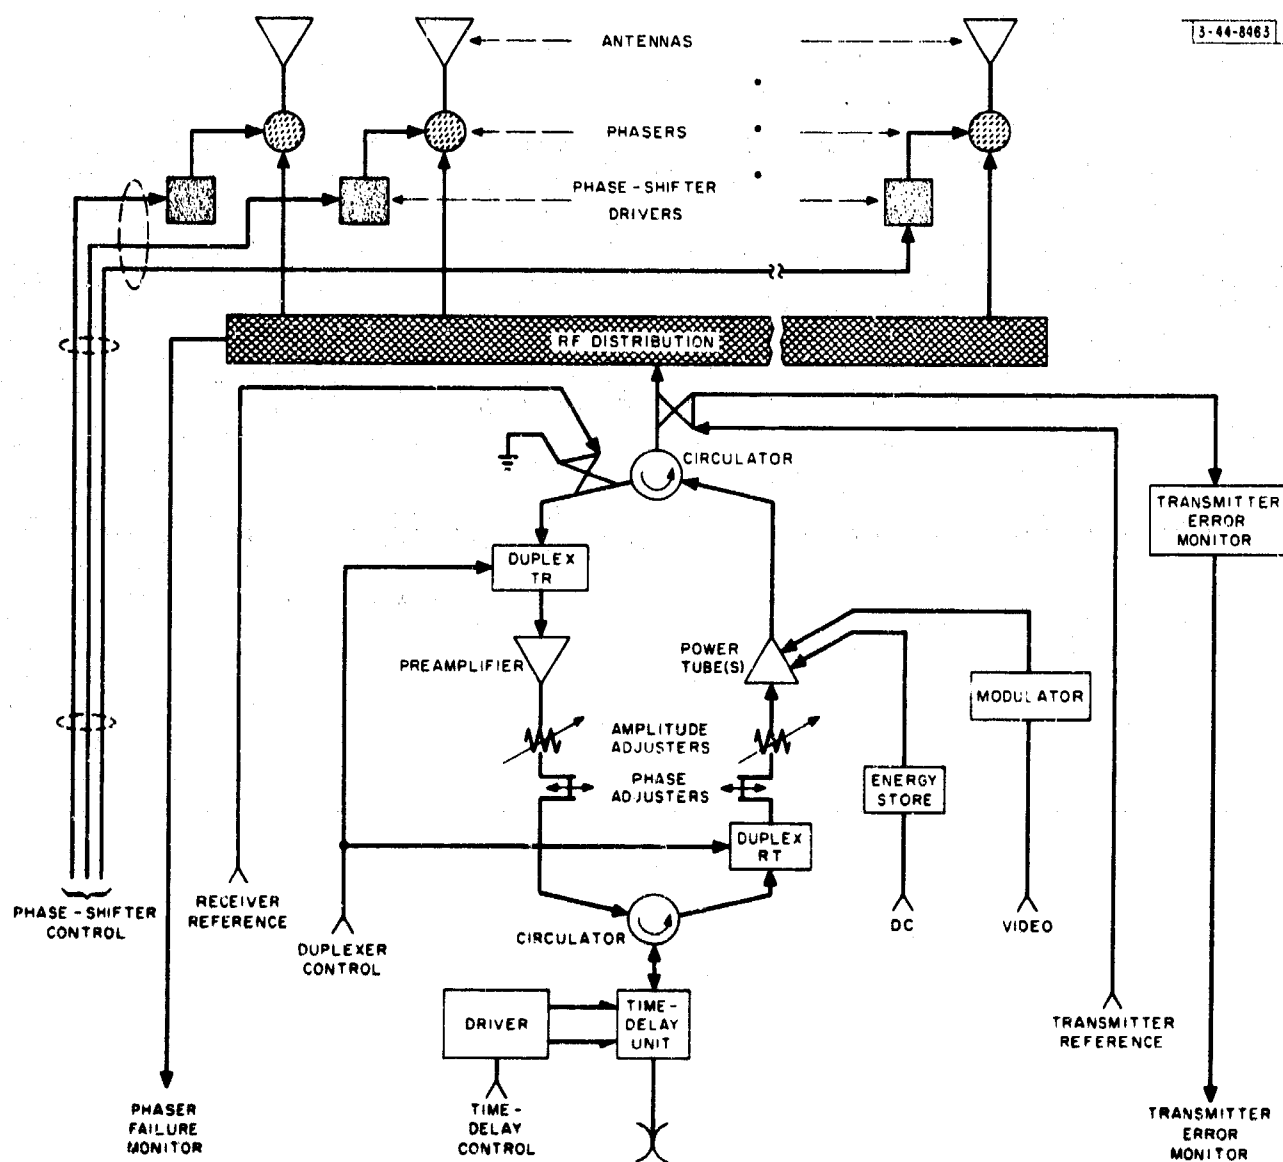 3-44-8463
ANTENNAS
PHASERS
PHASE-SHIFTER
DRIVERS
RF DISTRIBUTION
CIRCULATOR
TRANSMITTER
ERROR
MONITOR
DUPLEX
TR
PREAMPLIFIER
POWER
TUBE(S)
MODULATOR
AMPLITUDE
ADJUSTERS
PHASE
ADJUSTERS
ENERGY
STORE
DUPLEX
RT
PHASE-SHIFTER
CONTROL
RECEIVER
REFERENCE
DUPLEXER
CONTROL
CIRCULATOR
DC
VIDEO
DRIVER
TIME-
DELAY
UNIT
TRANSMITTER
REFERENCE
PHASER
FAILURE
MONITOR
TIME-
DELAY
CONTROL
TRANSMITTER
ERROR
MONITOR